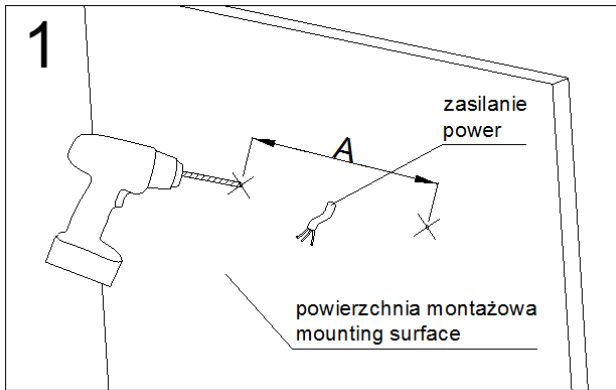 1
zasilanie
power
A
powierzchnia montażowa
mounting surface